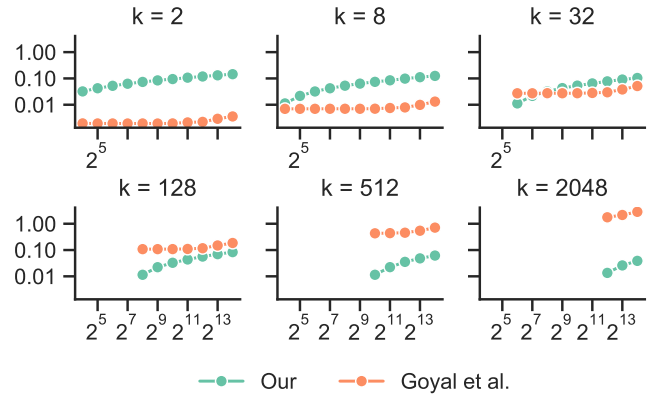 k = 2 k = 8 k = 32
1.00
0.10
0.01
2^5 2^5 2^5
k = 128 k = 512 k = 2048
1.00
0.10
0.01
2^5 2^7 2^9 2^11 2^13 2^5 2^7 2^9 2^11 2^13 2^5 2^7 2^9 2^11 2^13
Our Goyal et al.